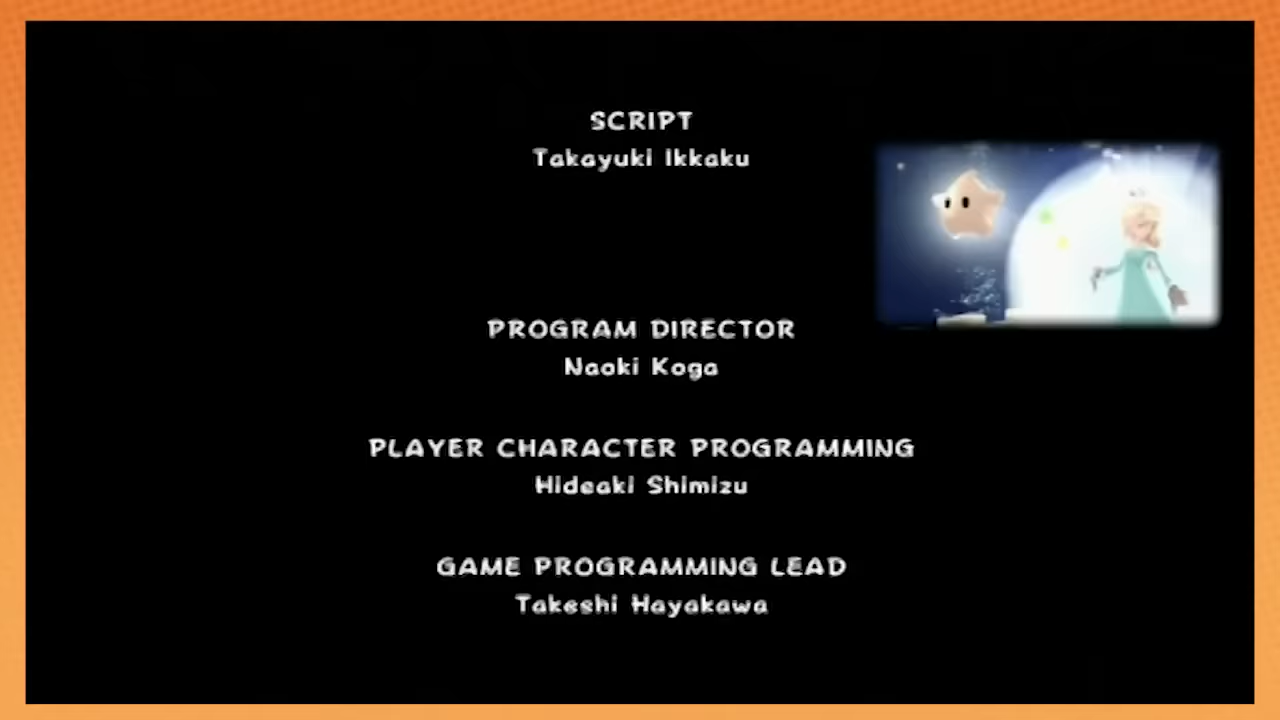 SCRIPT
Takayuki Ikkaku
PROGRAM DIRECTOR
Naoki Koga
PLAYER CHARACTER PROGRAMMING
Hideaki Shimizu
GAME PROGRAMMING LEAD
Takeshi Hayakawa